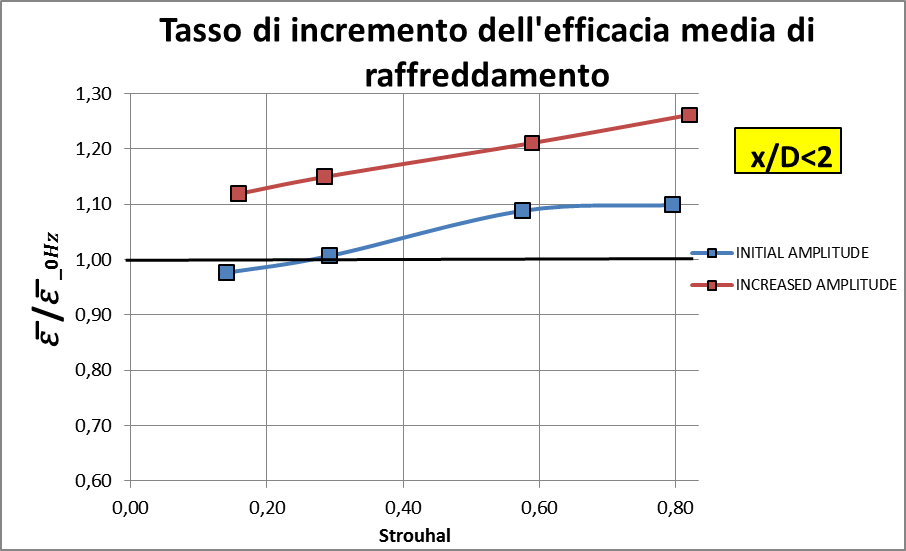 Tasso di incremento dell'efficacia media di
raffreddamento
1,30
1,20
1,10
1,00
0,90
0,80
0,70
0,60
0,00 0,20 0,40 0,60 0,80
ε̅/ε̅_0Hz
Strouhal
x/D<2
INITIAL AMPLITUDE
INCREASED AMPLITUDE